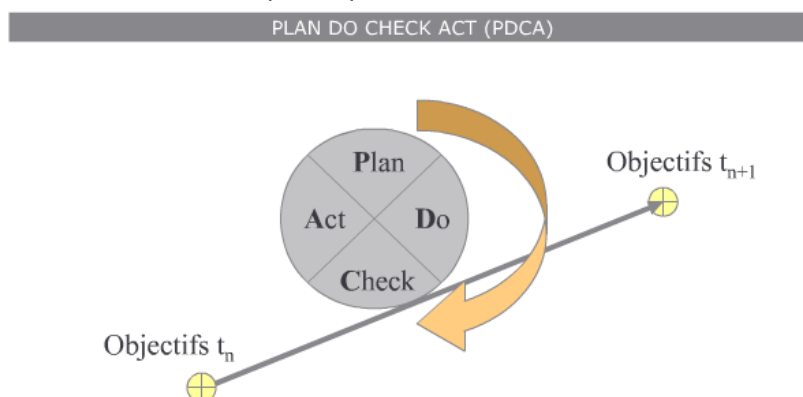 PLAN DO CHECK ACT (PDCA)
Plan
Objectifs tn+1
Act
Do
Check
Objectifs tn